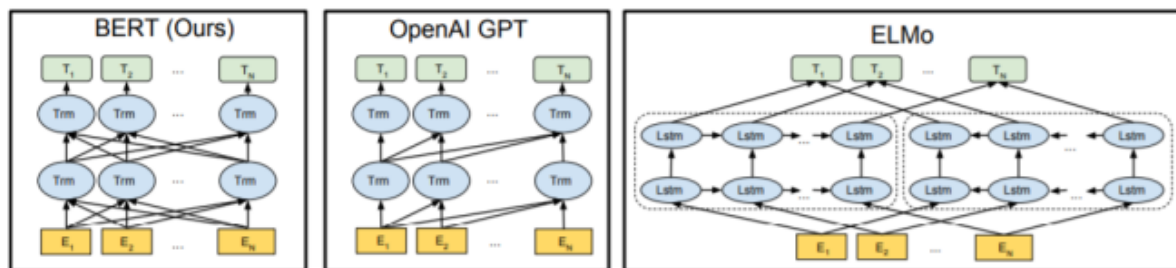 BERT (Ours)
T1 T2 ... TN
Trm Trm ... Trm
Trm Trm ... Trm
E1 E2 ... EN
OpenAI GPT
T1 T2 ... TN
Trm Trm ... Trm
Trm Trm ... Trm
E1 E2 ... EN
ELMo
T1 T2 ... TN
Lstm Lstm ... Lstm Lstm Lstm ... Lstm
Lstm Lstm ... Lstm Lstm Lstm ... Lstm
E1 E2 ... EN